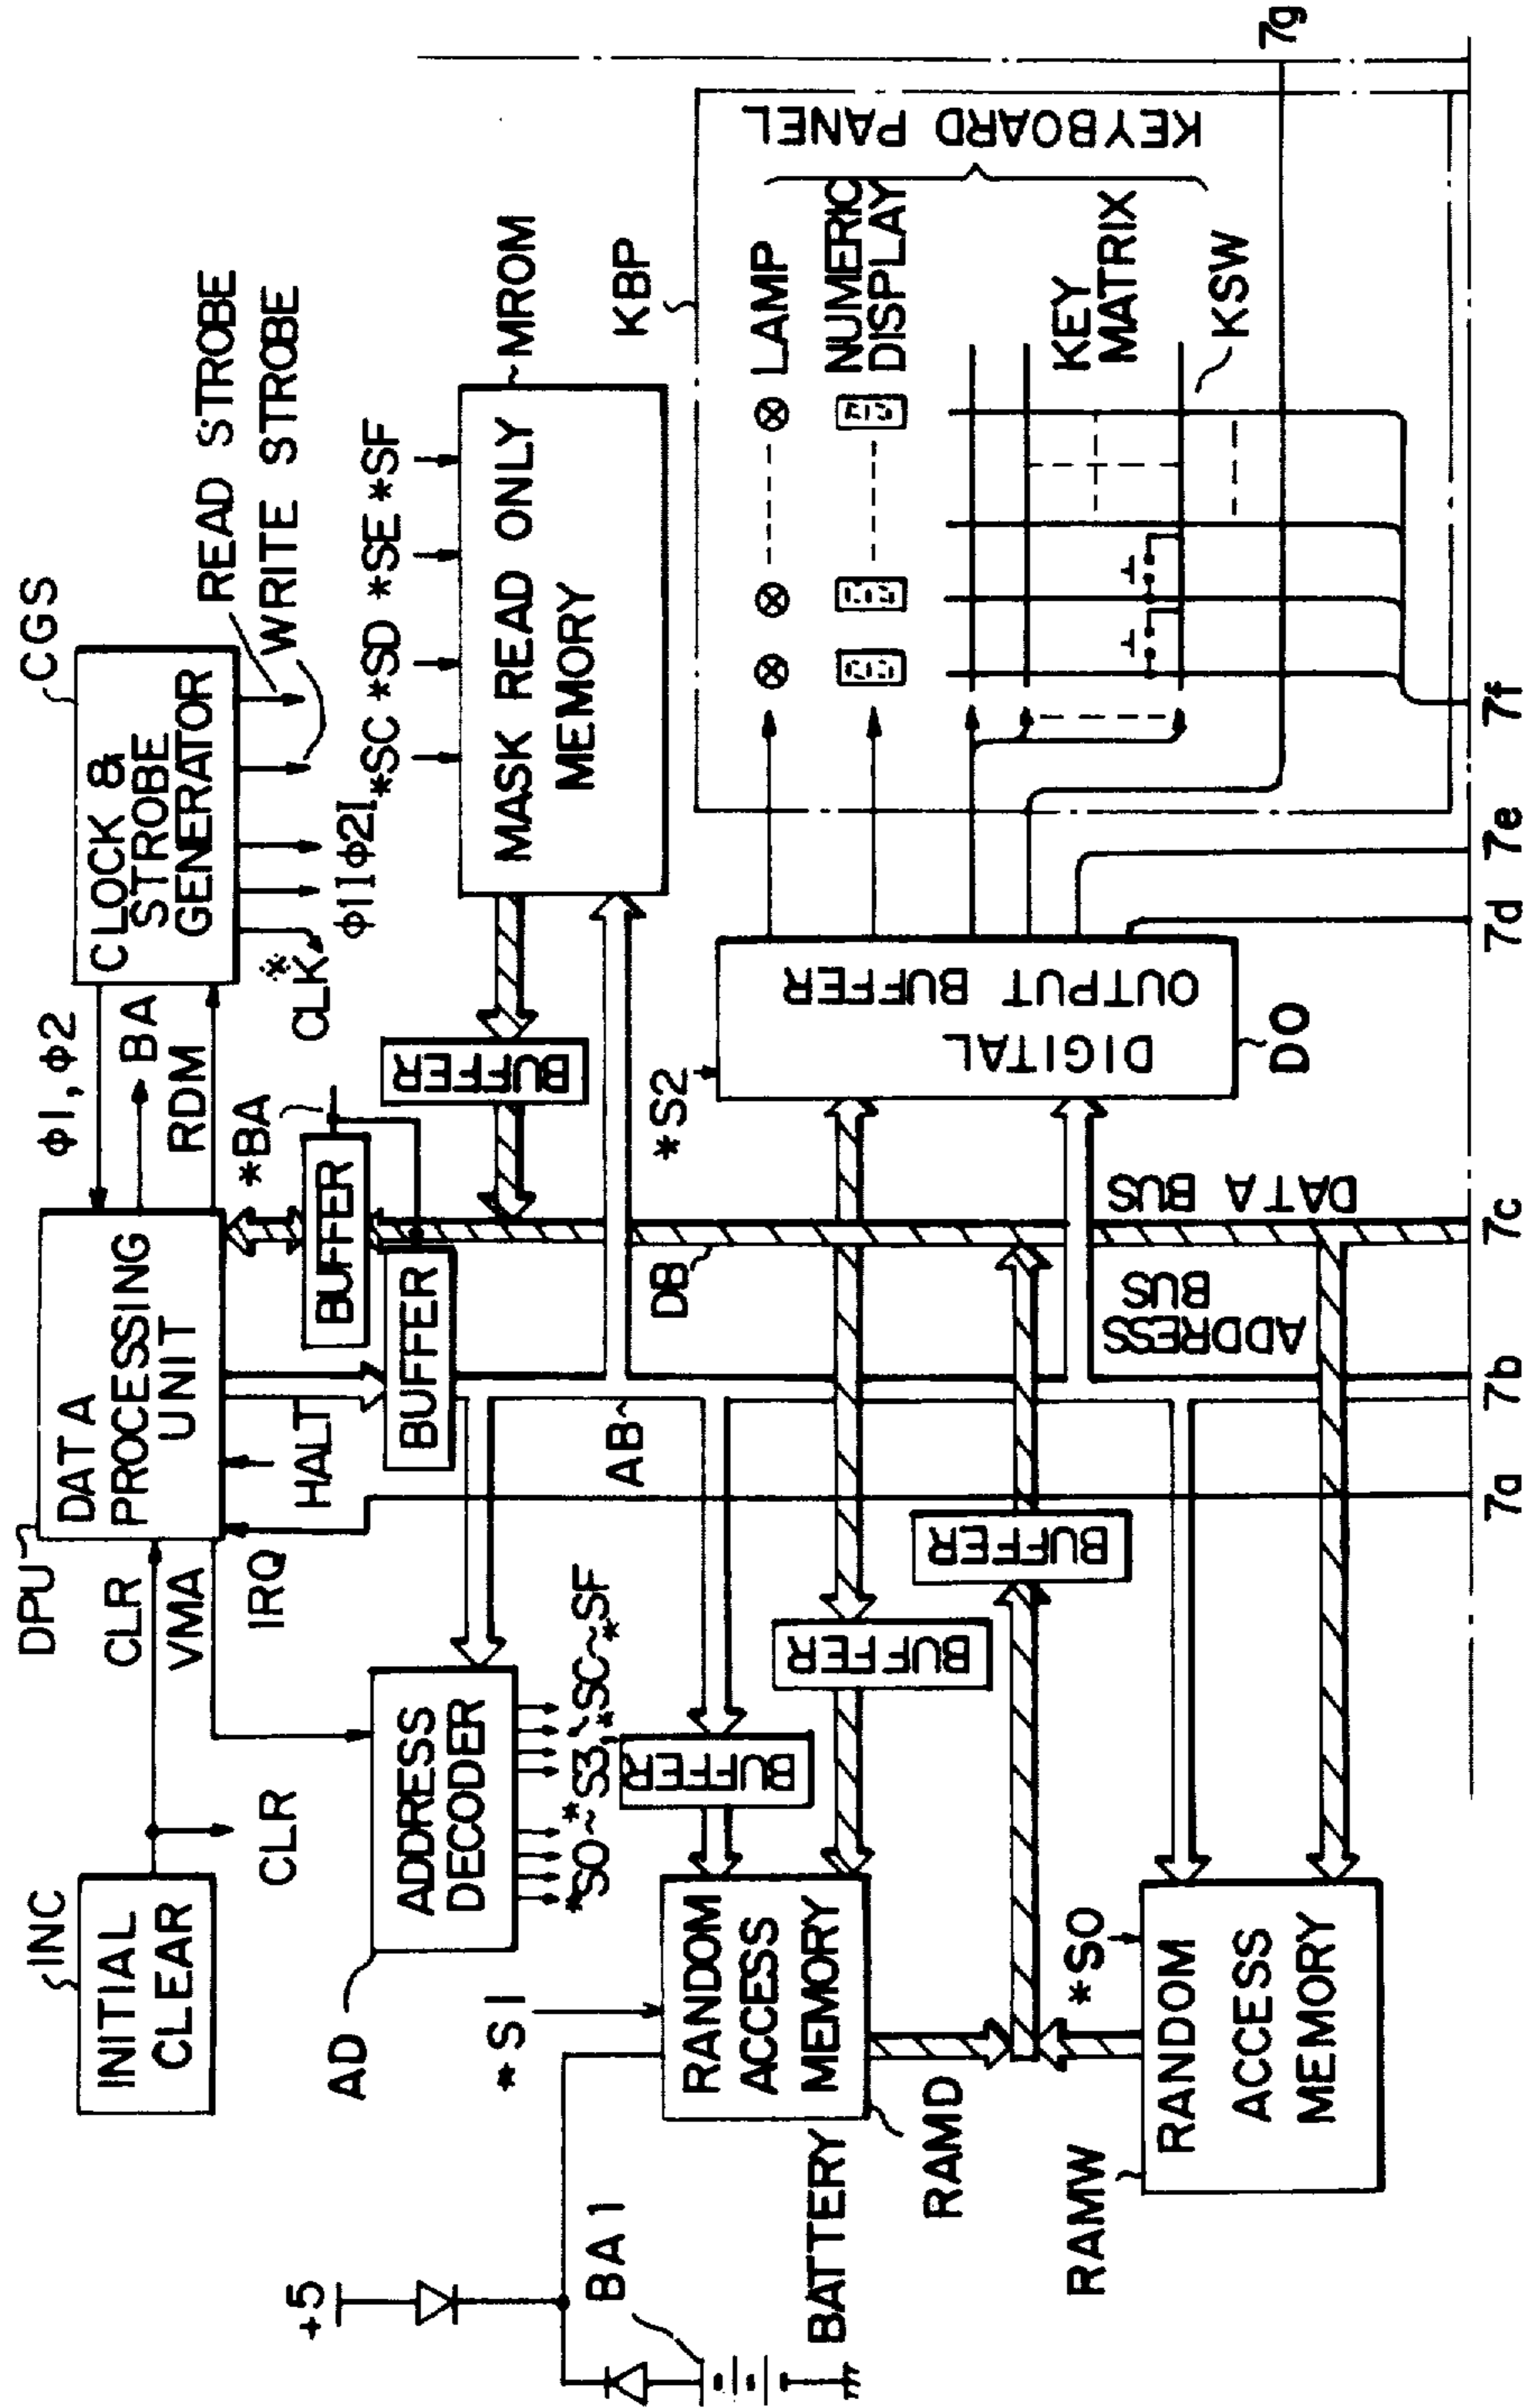 INC
INITIAL
CLEAR
CLR
DPU
CLR
VMA
IRQ
DATA
PROCESSING
UNIT
HALT
φ1, φ2
BA
RDM
*BA
BUFFER
BUFFER
CGS
CLOCK &
STROBE
GENERATOR
*
CLK
φ11 φ21
READ STROBE
WRITE STROBE
AD
ADDRESS
DECODER
*S0~*S3, *SC~*SF
*SC *SD *SE *SF
MASK READ ONLY
MEMORY
MROM
BUFFER
+5
BA1
BATTERY
*S1
RANDOM
ACCESS
MEMORY
RAMD
BUFFER
BUFFER
BUFFER
AB
DB
ADDRESS
BUS
DATA BUS
*S2
DIGITAL
OUTPUT BUFFER
DO
KBP
LAMP
NUMERIC
DISPLAY
KEY
MATRIX
KSW
KEYBOARD PANEL
RAMW
*S0
RANDOM
ACCESS
MEMORY
7a
7b
7c
7d
7e
7f
7g